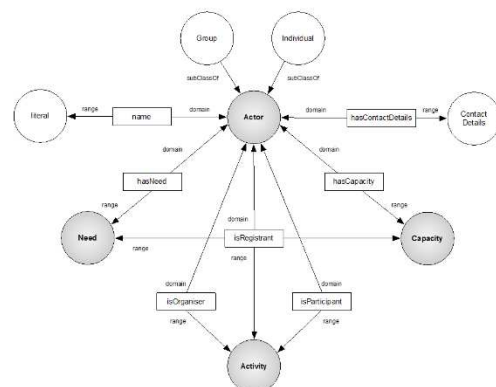 Group
Individual
subClassOf
subClassOf
literal
range
name
domain
Actor
domain
hasContactDetails
range
Contact
Details
domain
domain
hasNeed
hasCapacity
range
range
domain
Need
range
isRegistrant
Capacity
range
domain
domain
isOrganiser
isParticipant
range
range
Activity